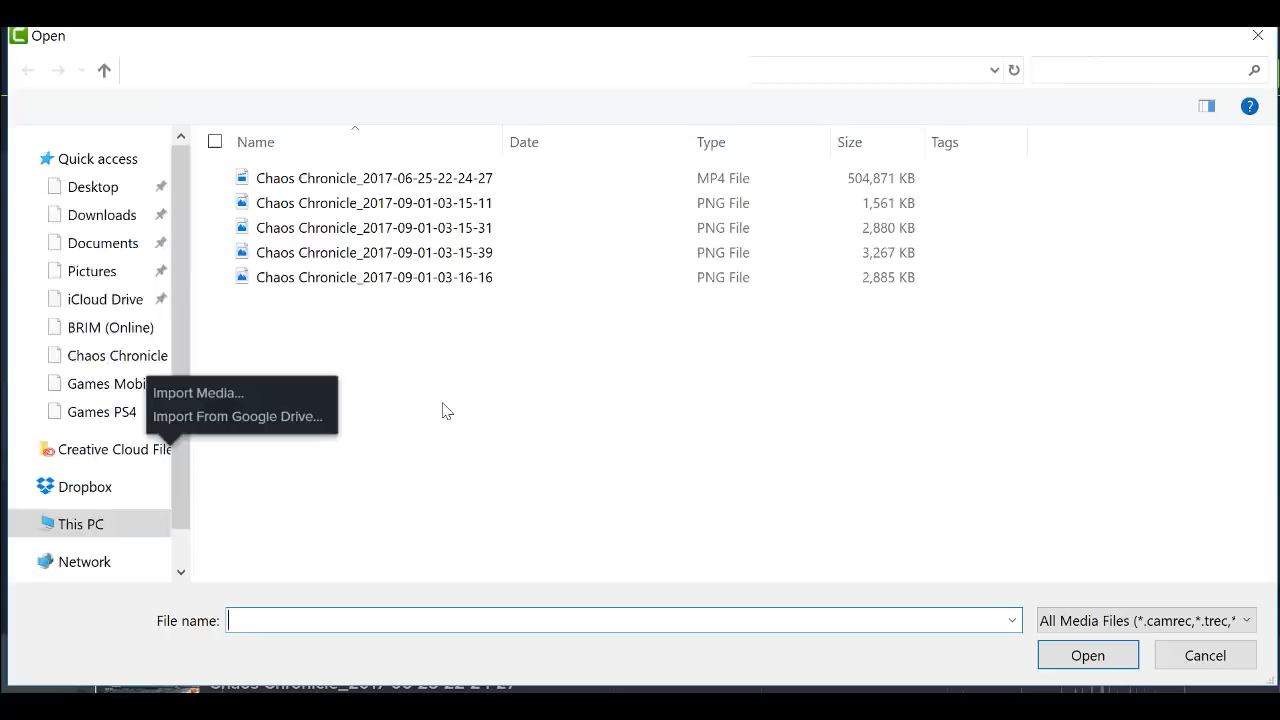 Open
Name
Date
Type
Size
Tags
Quick access
Desktop
Downloads
Documents
Pictures
iCloud Drive
BRIM (Online)
Chaos Chronicle
Games Mobi
Games PS4
Creative Cloud File
Dropbox
This PC
Network
Chaos Chronicle_2017-06-25-22-24-27 MP4 File 504,871 KB
Chaos Chronicle_2017-09-01-03-15-11 PNG File 1,561 KB
Chaos Chronicle_2017-09-01-03-15-31 PNG File 2,880 KB
Chaos Chronicle_2017-09-01-03-15-39 PNG File 3,267 KB
Chaos Chronicle_2017-09-01-03-16-16 PNG File 2,885 KB
Import Media...
Import From Google Drive...
File name:
All Media Files (*.camrec,*.trec,*
Open
Cancel